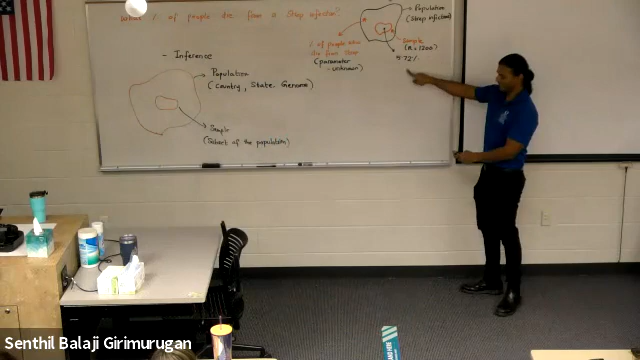 What % of people die from a Strep infection?
Population
(Strep infection)
Sample
(n = 1200)
% of people who
die from Strep
(parameter
- unknown)
5.72%
- Inference
Population
(Country, State, Genome)
Sample
(Subset of the population)
Senthil Balaji Girimurugan